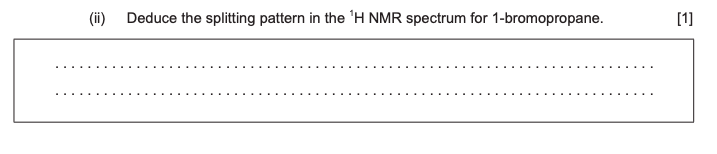 (ii) Deduce the splitting pattern in the ¹H NMR spectrum for 1-bromopropane. [1]